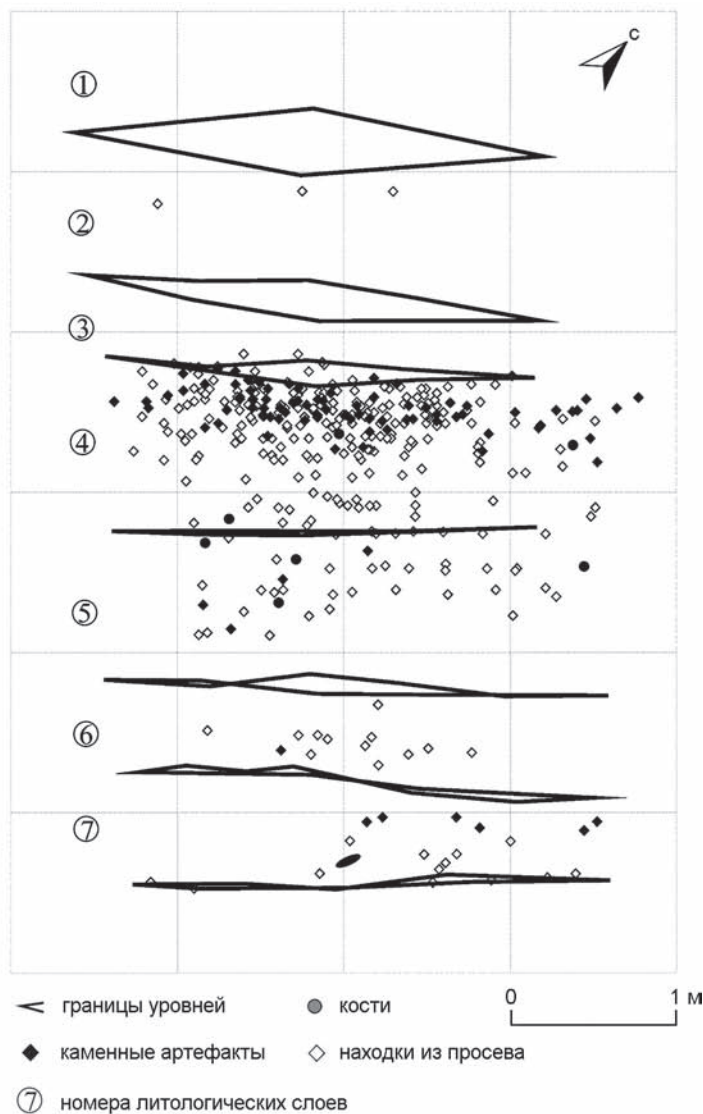 С
①
②
③
④
⑤
⑥
⑦
границы уровней
кости
0 1 м
каменные артефакты
находки из просева
⑦ номера литологических слоев